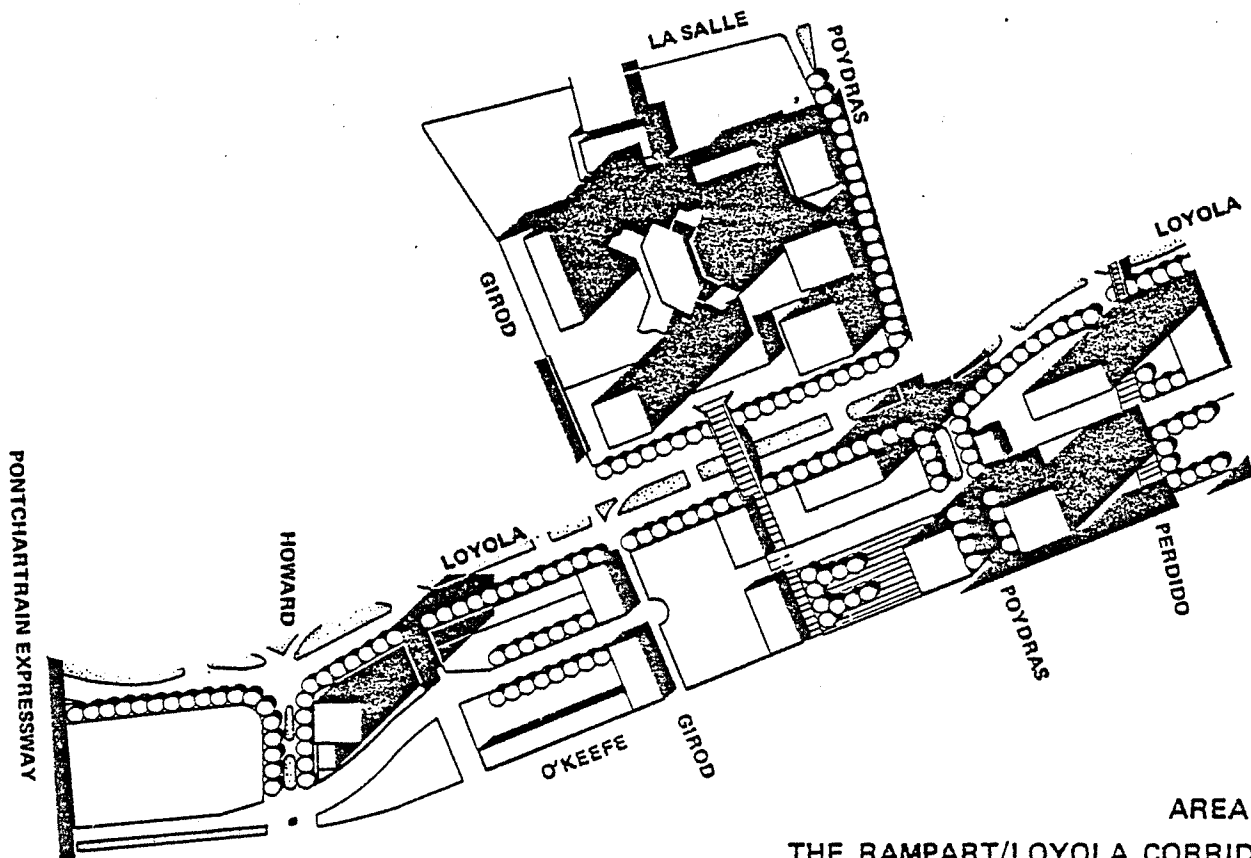 LA SALLE
POYDRAS
LOYOLA
GIROD
PONTCHARTRAIN EXPRESSWAY
HOWARD
LOYOLA
PERDIDO
POYDRAS
GIROD
O'KEEFE
AREA
THE RAMPART/LOYOLA CORRID